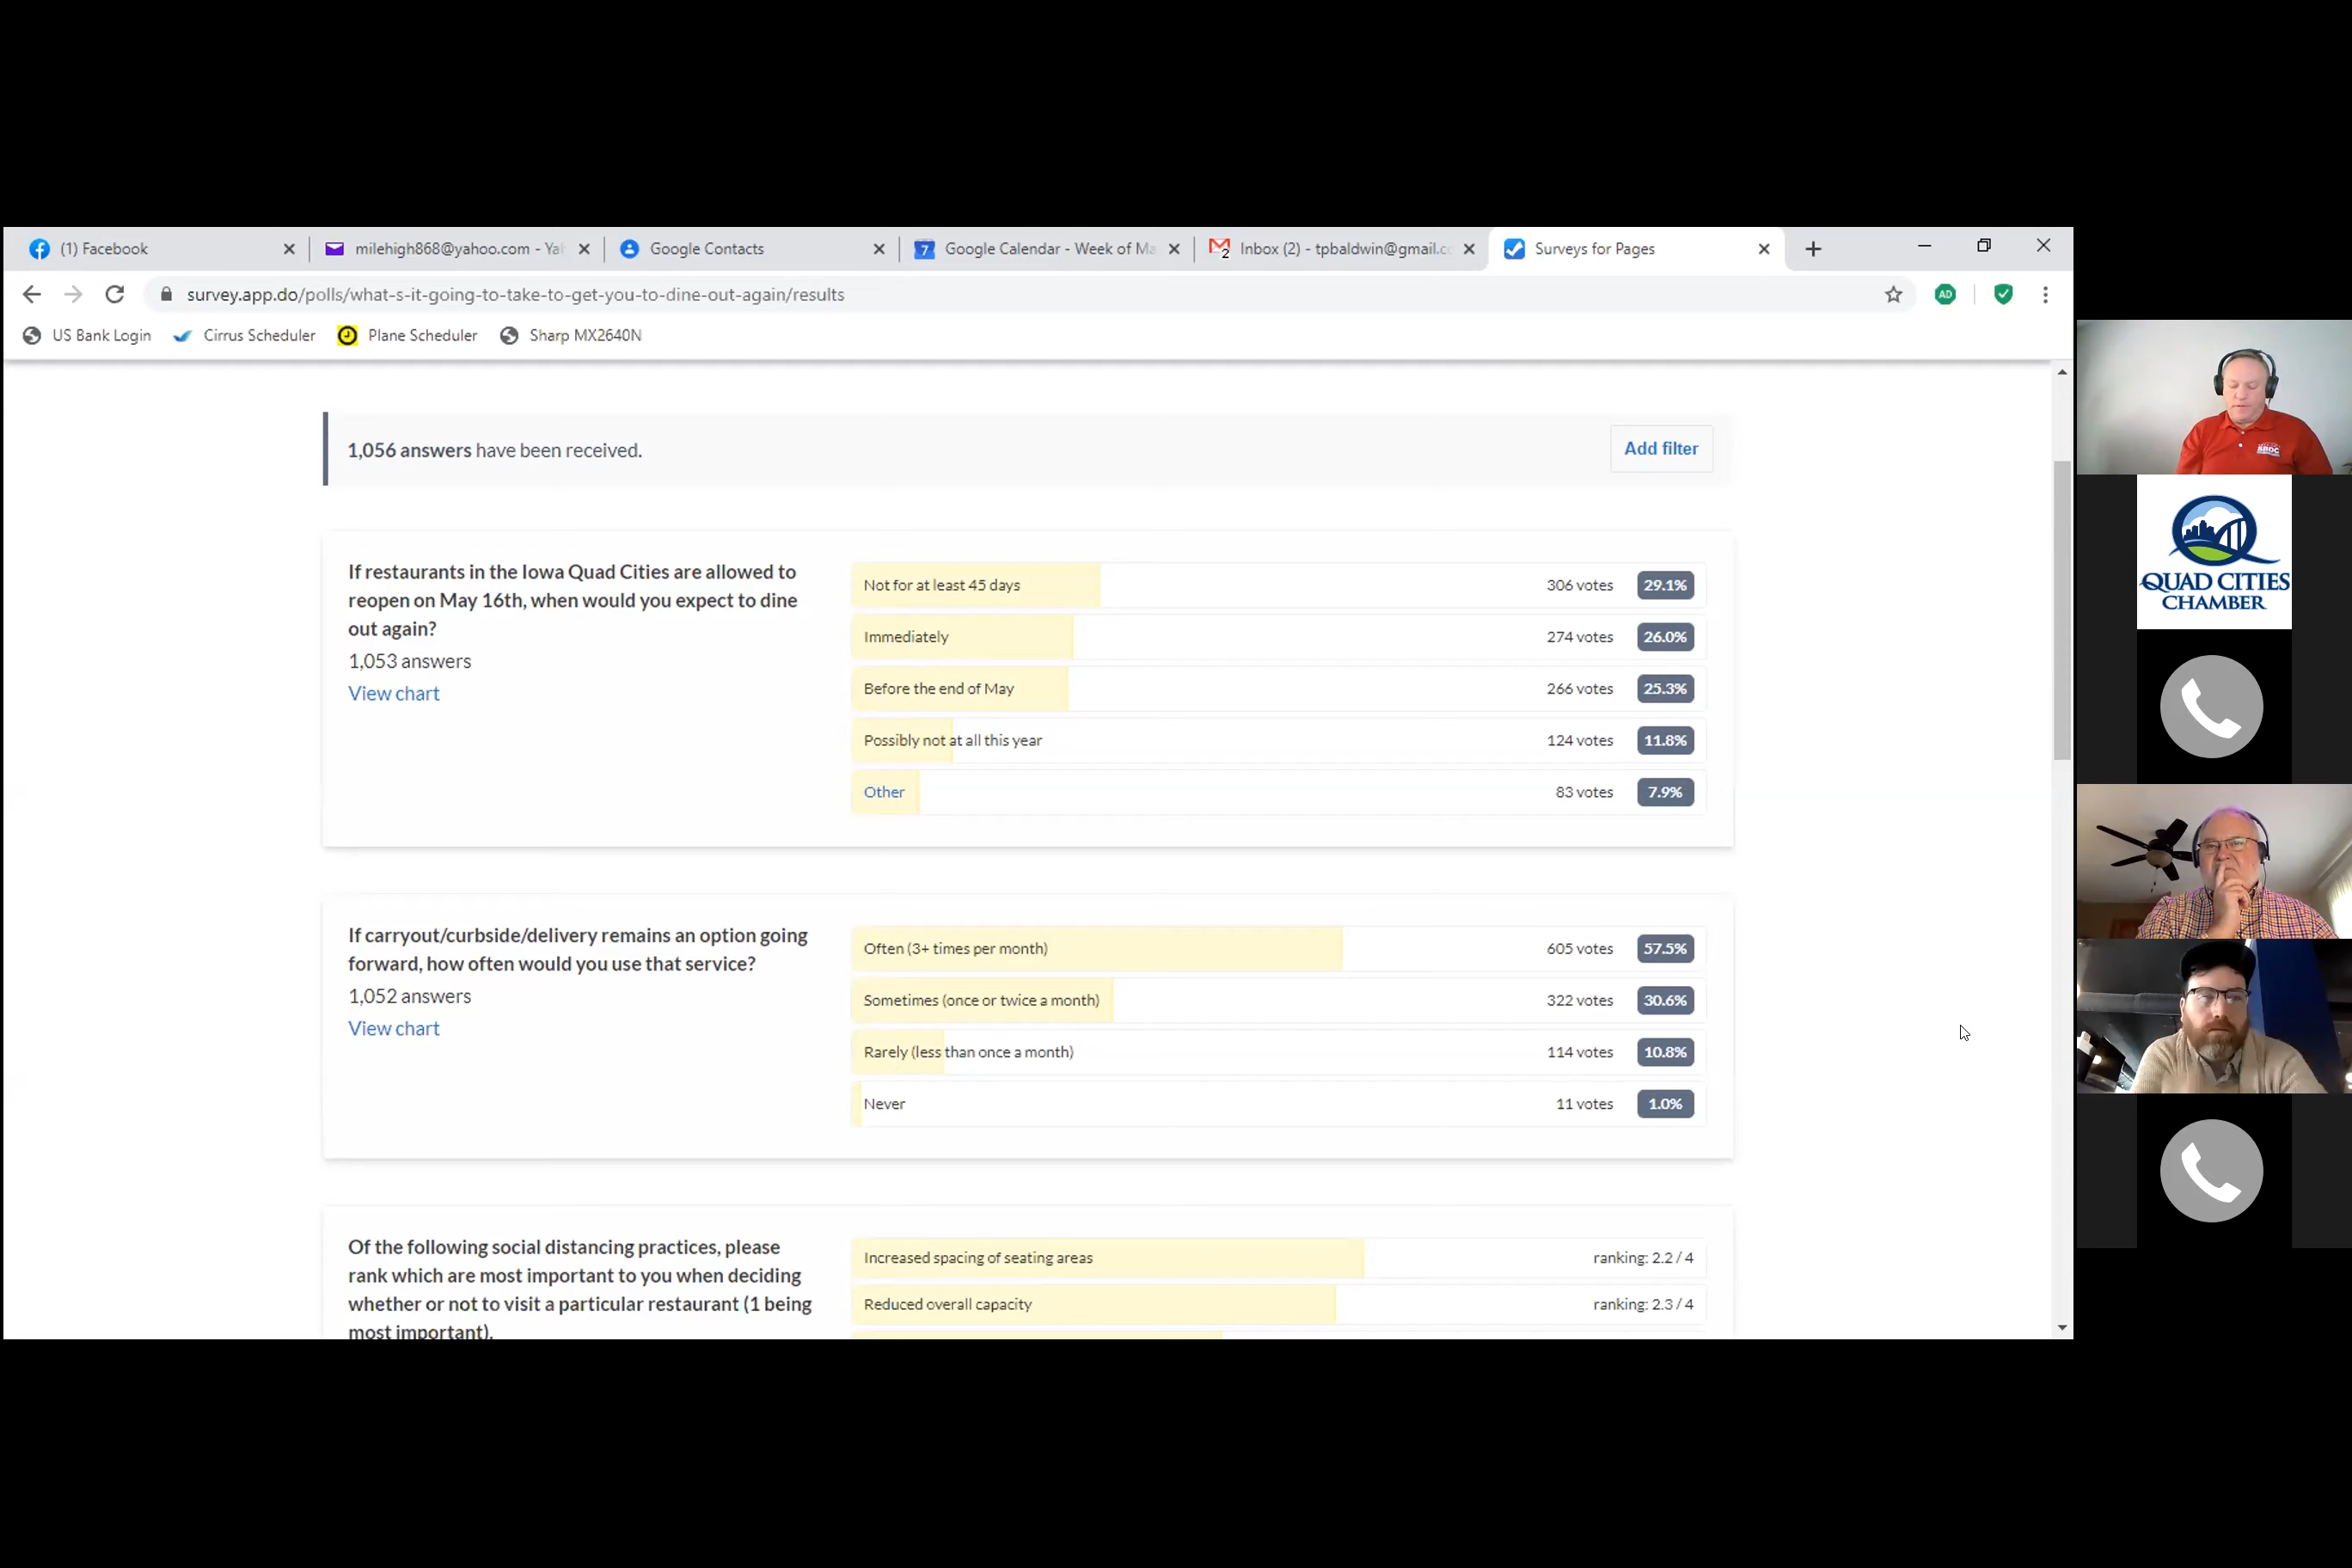 (1) Facebook
milehigh868@yahoo.com - Ya
Google Contacts
7
Google Calendar - Week of Ma
2
Inbox (2) - tpbaldwin@gmail.c
Surveys for Pages
survey.app.do/polls/what-s-it-going-to-take-to-get-you-to-dine-out-again/results
AD
US Bank Login
Cirrus Scheduler
Plane Scheduler
Sharp MX2640N
1,056 answers have been received.
Add filter
If restaurants in the Iowa Quad Cities are allowed to
reopen on May 16th, when would you expect to dine
out again?
1,053 answers
View chart
Not for at least 45 days 306 votes 29.1%
Immediately 274 votes 26.0%
Before the end of May 266 votes 25.3%
Possibly not at all this year 124 votes 11.8%
Other 83 votes 7.9%
If carryout/curbside/delivery remains an option going
forward, how often would you use that service?
1,052 answers
View chart
Often (3+ times per month) 605 votes 57.5%
Sometimes (once or twice a month) 322 votes 30.6%
Rarely (less than once a month) 114 votes 10.8%
Never 11 votes 1.0%
Of the following social distancing practices, please
rank which are most important to you when deciding
whether or not to visit a particular restaurant (1 being
most important).
Increased spacing of seating areas ranking: 2.2 / 4
Reduced overall capacity ranking: 2.3 / 4
SBDC
QUAD CITIES
CHAMBER